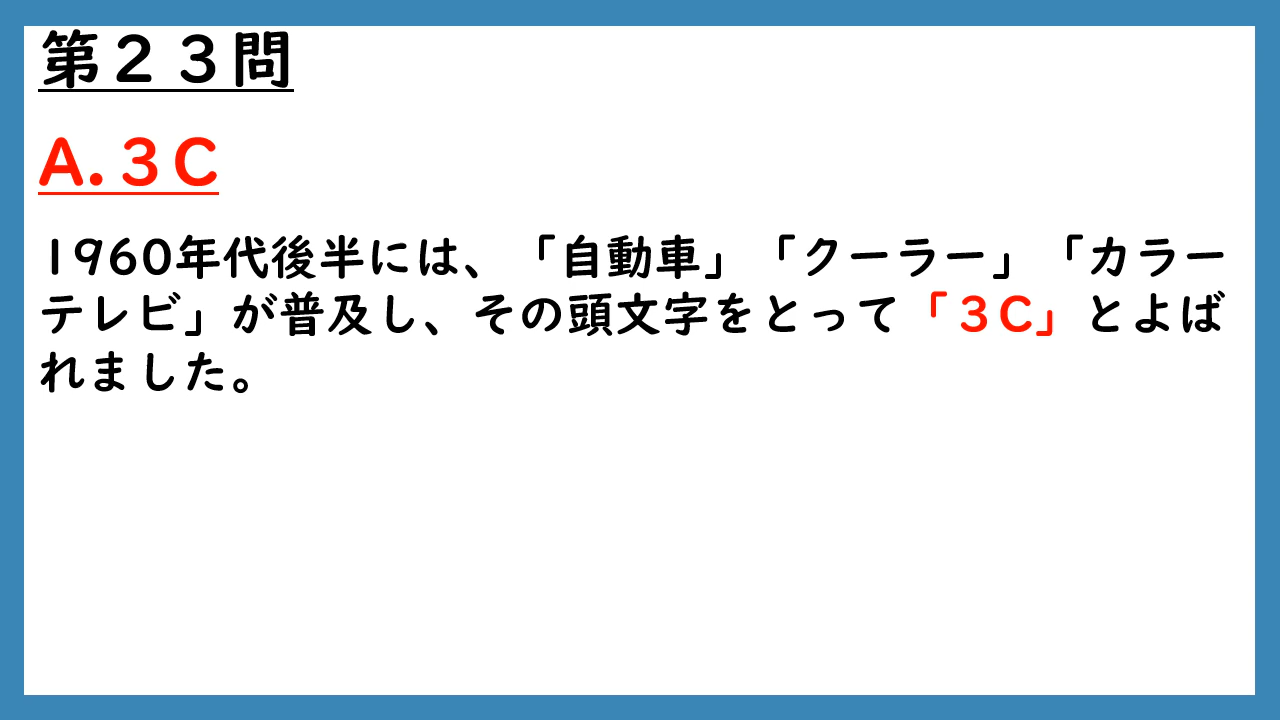 第２３問
A.３C
1960年代後半には、「自動車」「クーラー」「カラー
テレビ」が普及し、その頭文字をとって「３C」とよば
れました。